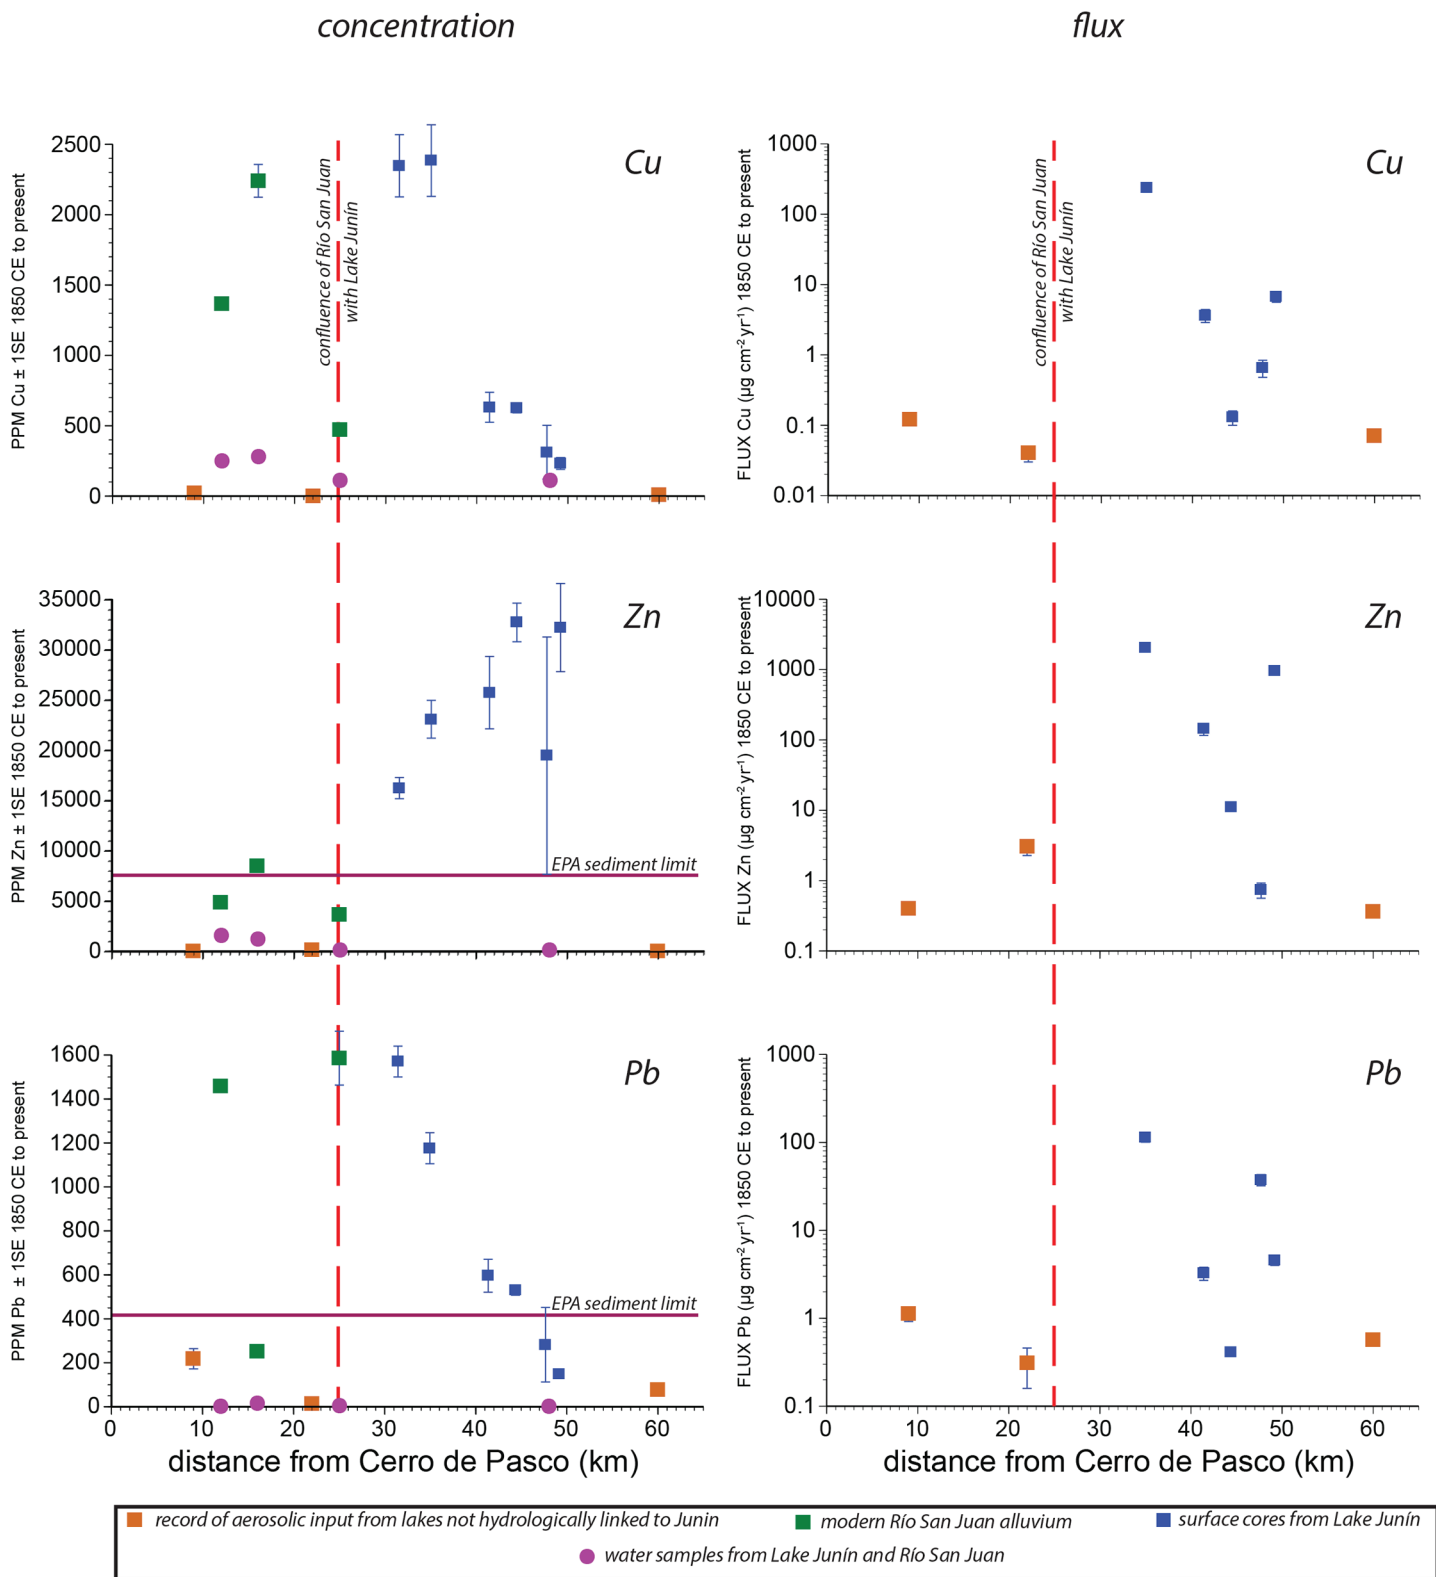 concentration
flux
PPM Cu ± 1SE 1850 CE to present
2500
2000
1500
1000
500
0
confluence of Río San Juan
with Lake Junín
Cu
FLUX Cu (µg cm⁻² yr⁻¹) 1850 CE to present
1000
100
10
1
0.1
0.01
confluence of Río San Juan
with Lake Junín
Cu
PPM Zn ± 1SE 1850 CE to present
35000
30000
25000
20000
15000
10000
5000
0
Zn
EPA sediment limit
FLUX Zn (µg cm⁻² yr⁻¹) 1850 CE to present
10000
1000
100
10
1
0.1
Zn
PPM Pb ± 1SE 1850 CE to present
1600
1400
1200
1000
800
600
400
200
0
Pb
EPA sediment limit
0 10 20 30 40 50 60
distance from Cerro de Pasco (km)
FLUX Pb (µg cm⁻² yr⁻¹) 1850 CE to present
1000
100
10
1
0.1
Pb
0 10 20 30 40 50 60
distance from Cerro de Pasco (km)
record of aerosolic input from lakes not hydrologically linked to Junin
modern Río San Juan alluvium
surface cores from Lake Junín
water samples from Lake Junín and Río San Juan